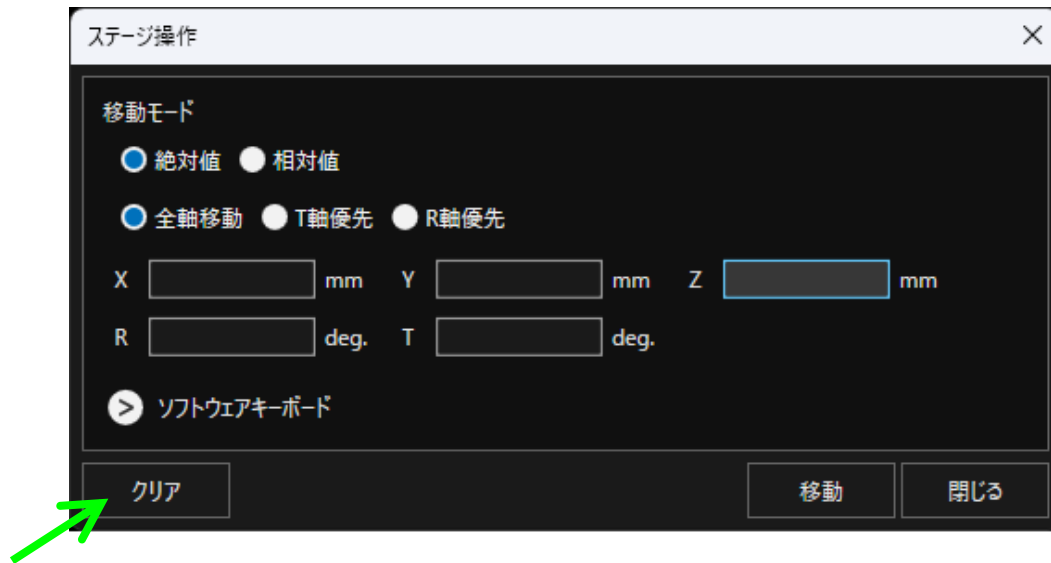 ステージ操作
移動モード
絶対値 相対値
全軸移動 T軸優先 R軸優先
X mm Y mm Z mm
R deg. T deg.
ソフトウェアキーボード
クリア 移動 閉じる